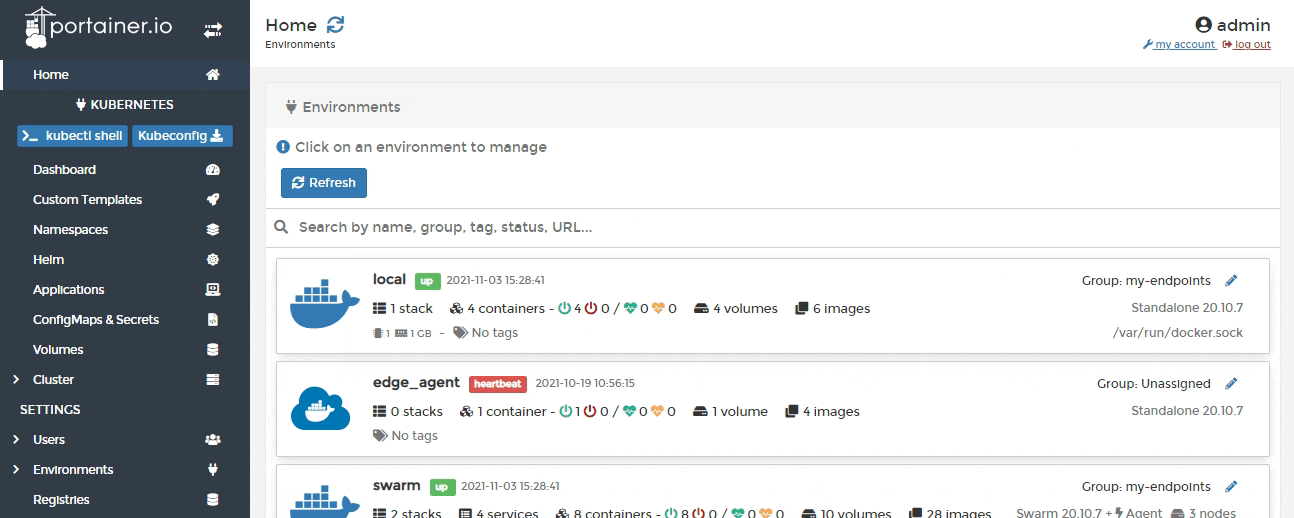 portainer.io
Home
KUBERNETES
kubectl shell
Kubeconfig
Dashboard
Custom Templates
Namespaces
Helm
Applications
ConfigMaps & Secrets
Volumes
Cluster
SETTINGS
Users
Environments
Registries
Home
Environments
admin
my account log out
Environments
Click on an environment to manage
Refresh
Search by name, group, tag, status, URL...
local up 2021-11-03 15:28:41 Group: my-endpoints
1 stack 4 containers - 4 0 / 0 0 4 volumes 6 images Standalone 20.10.7
1 1 GB - No tags /var/run/docker.sock
edge_agent heartbeat 2021-10-19 10:56:15 Group: Unassigned
0 stacks 1 container - 1 0 / 0 0 1 volume 4 images Standalone 20.10.7
No tags
swarm up 2021-11-03 15:28:41 Group: my-endpoints
2 stacks 4 services 8 containers - 8 0 / 0 0 10 volumes 28 images Swarm 20.10.7 + Agent 3 nodes